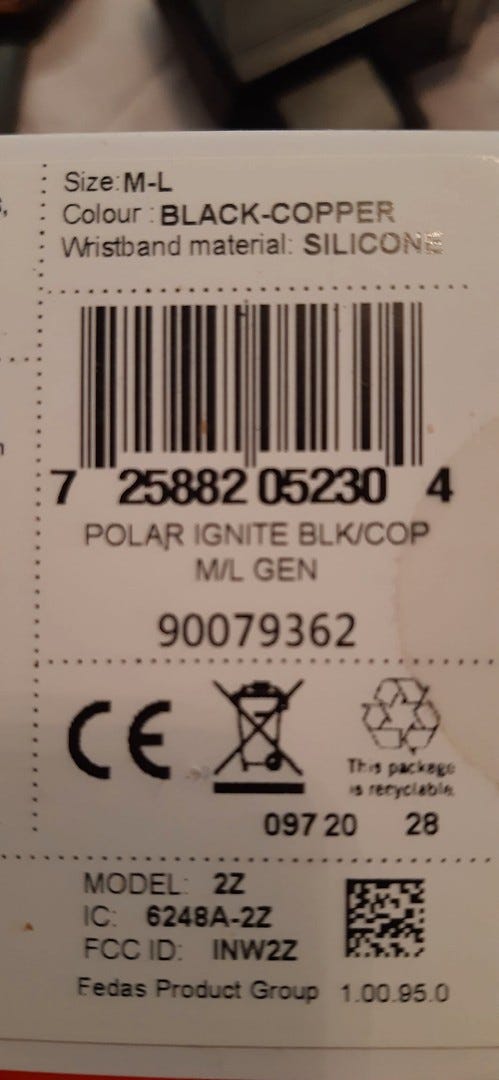 Size: M-L
Colour : BLACK-COPPER
Wristband material: SILICONE
7 25882 05230 4
POLAR IGNITE BLK/COP
M/L GEN
90079362
CE
This package
is recyclable
097 20 28
MODEL: 2Z
IC: 6248A-2Z
FCC ID: INW2Z
Fedas Product Group 1.00.95.0